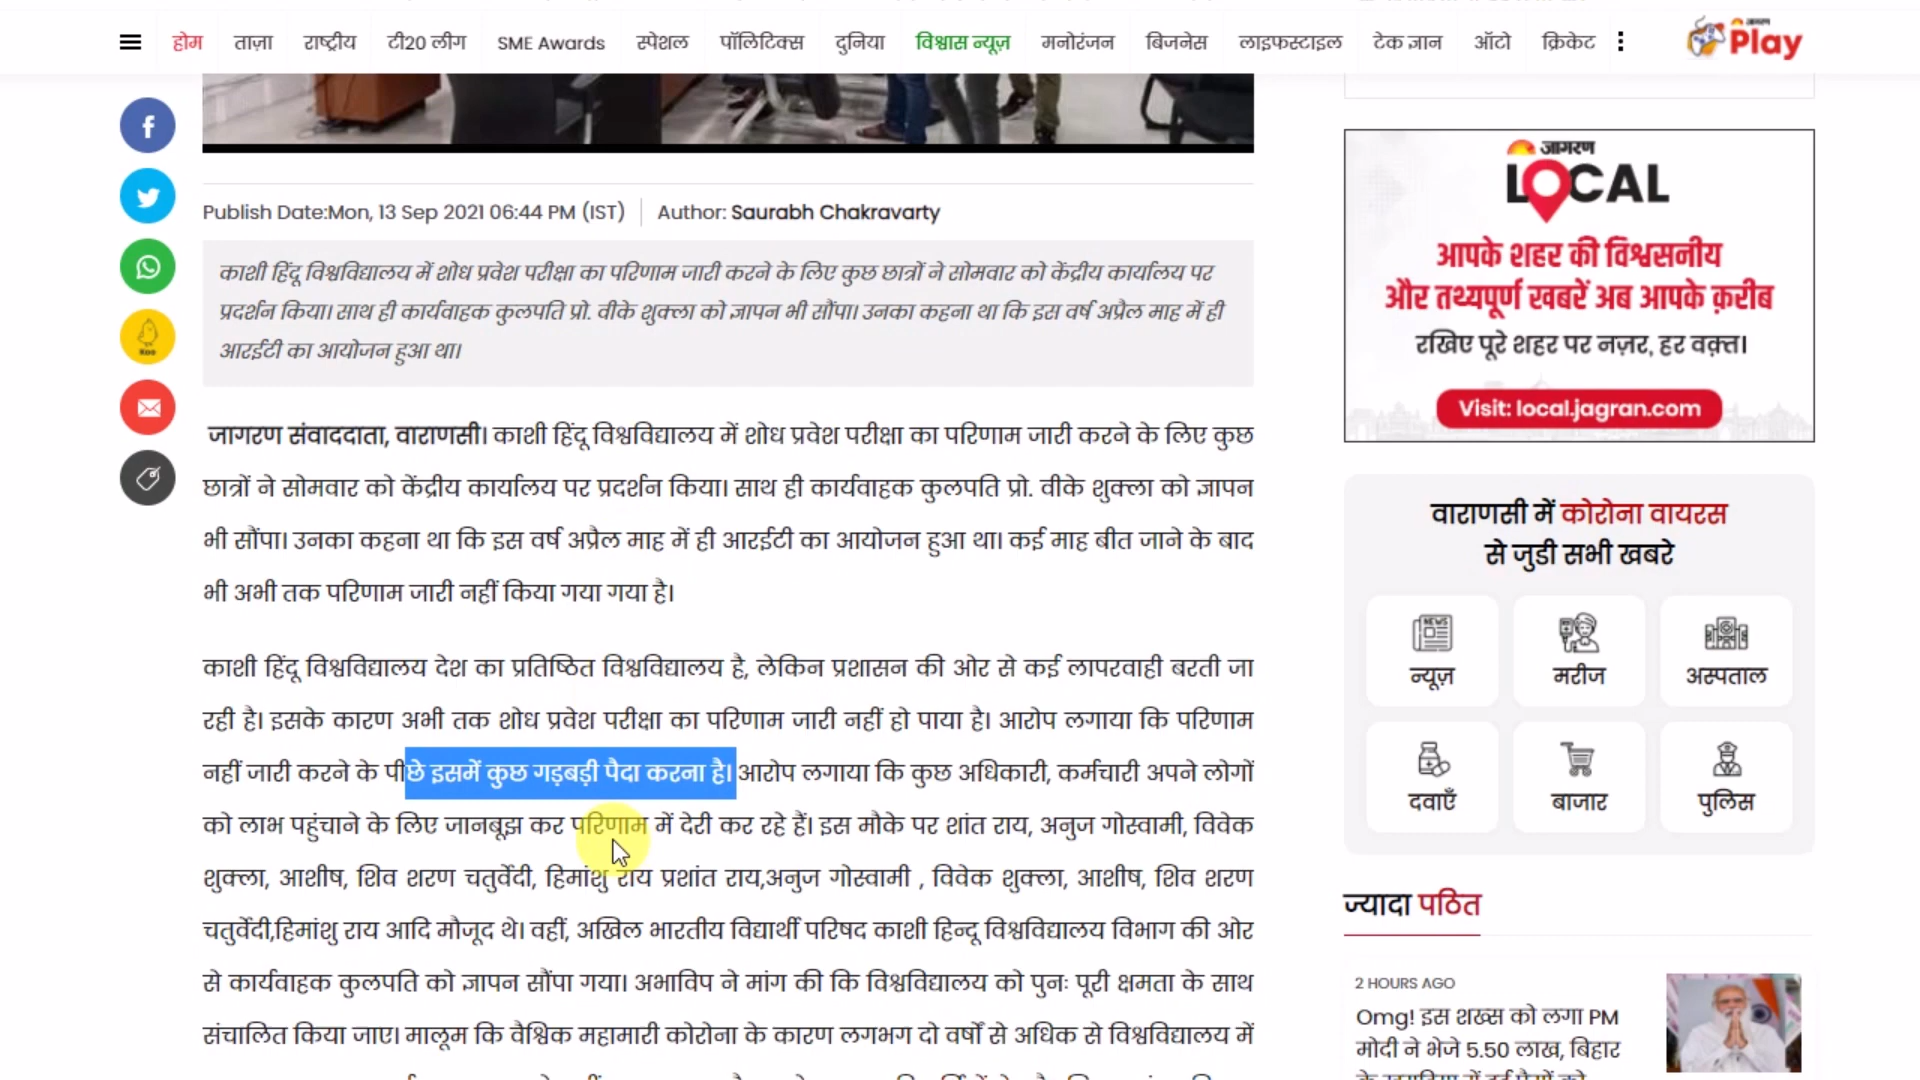 होम ताज़ा राष्ट्रीय टी20 लीग SME Awards स्पेशल पॉलिटिक्स दुनिया विश्वास न्यूज़ मनोरंजन बिजनेस लाइफस्टाइल टेक ज्ञान ऑटो क्रिकेट
जागरण
Play
Publish Date:Mon, 13 Sep 2021 06:44 PM (IST) Author: Saurabh Chakravarty
काशी हिंदू विश्वविद्यालय में शोध प्रवेश परीक्षा का परिणाम जारी करने के लिए कुछ छात्रों ने सोमवार को केंद्रीय कार्यालय पर
प्रदर्शन किया। साथ ही कार्यवाहक कुलपति प्रो. वीके शुक्ला को ज्ञापन भी सौंपा। उनका कहना था कि इस वर्ष अप्रैल माह में ही
आरईटी का आयोजन हुआ था।
जागरण संवाददाता, वाराणसी। काशी हिंदू विश्वविद्यालय में शोध प्रवेश परीक्षा का परिणाम जारी करने के लिए कुछ
छात्रों ने सोमवार को केंद्रीय कार्यालय पर प्रदर्शन किया। साथ ही कार्यवाहक कुलपति प्रो. वीके शुक्ला को ज्ञापन
भी सौंपा। उनका कहना था कि इस वर्ष अप्रैल माह में ही आरईटी का आयोजन हुआ था। कई माह बीत जाने के बाद
भी अभी तक परिणाम जारी नहीं किया गया गया है।
काशी हिंदू विश्वविद्यालय देश का प्रतिष्ठित विश्वविद्यालय है, लेकिन प्रशासन की ओर से कई लापरवाही बरती जा
रही है। इसके कारण अभी तक शोध प्रवेश परीक्षा का परिणाम जारी नहीं हो पाया है। आरोप लगाया कि परिणाम
नहीं जारी करने के पीछे इसमें कुछ गड़बड़ी पैदा करना है। आरोप लगाया कि कुछ अधिकारी, कर्मचारी अपने लोगों
को लाभ पहुंचाने के लिए जानबूझ कर परिणाम में देरी कर रहे हैं। इस मौके पर शांत राय, अनुज गोस्वामी, विवेक
शुक्ला, आशीष, शिव शरण चतुर्वेदी, हिमांशु राय प्रशांत राय,अनुज गोस्वामी , विवेक शुक्ला, आशीष, शिव शरण
चतुर्वेदी,हिमांशु राय आदि मौजूद थे। वहीं, अखिल भारतीय विद्यार्थी परिषद काशी हिन्दू विश्वविद्यालय विभाग की ओर
से कार्यवाहक कुलपति को ज्ञापन सौंपा गया। अभाविप ने मांग की कि विश्वविद्यालय को पुनः पूरी क्षमता के साथ
संचालित किया जाए। मालूम कि वैश्विक महामारी कोरोना के कारण लगभग दो वर्षों से अधिक से विश्वविद्यालय में
जागरण
LOCAL
आपके शहर की विश्वसनीय
और तथ्यपूर्ण खबरें अब आपके क़रीब
रखिए पूरे शहर पर नज़र, हर वक़्त।
Visit: local.jagran.com
वाराणसी में कोरोना वायरस
से जुडी सभी खबरे
NEWS
न्यूज़ मरीज अस्पताल
दवाएँ बाजार पुलिस
ज्यादा पठित
2 HOURS AGO
Omg! इस शख्स को लगा PM
मोदी ने भेजे 5.50 लाख, बिहार
Koo